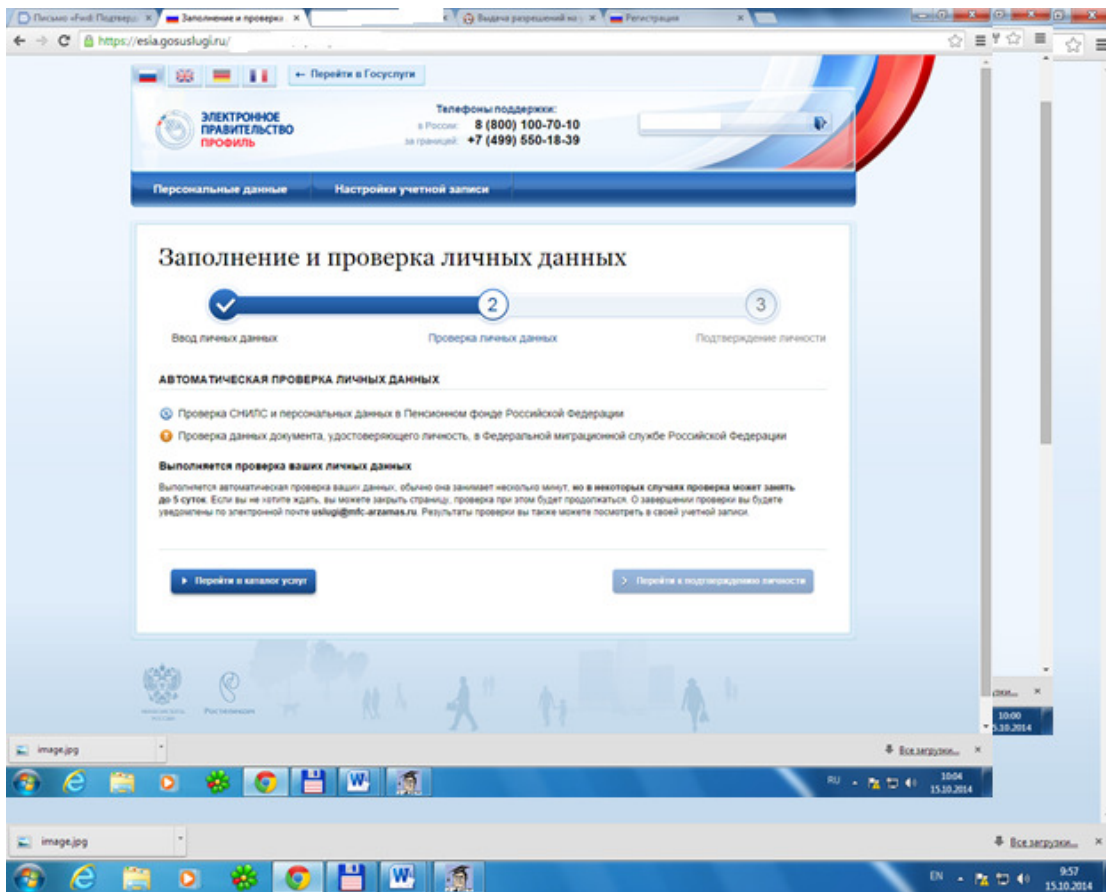 Письмо «Fwd: Подтвер
Заполнение и проверка
Выдача разрешений на
Регистрация
https://esia.gosuslugi.ru/
← Перейти в Госуслуги
ЭЛЕКТРОННОЕ
ПРАВИТЕЛЬСТВО
ПРОФИЛЬ
Телефоны поддержки:
в России: 8 (800) 100-70-10
за границей: +7 (499) 550-18-39
Персональные данные Настройки учетной записи
Заполнение и проверка личных данных
2 3
Ввод личных данных Проверка личных данных Подтверждение личности
АВТОМАТИЧЕСКАЯ ПРОВЕРКА ЛИЧНЫХ ДАННЫХ
Проверка СНИЛС и персональных данных в Пенсионном фонде Российской Федерации
Проверка данных документа, удостоверяющего личность, в Федеральной миграционной службе Российской Федерации
Выполняется проверка ваших личных данных
Выполняется автоматическая проверка ваших данных, обычно она занимает несколько минут, но в некоторых случаях проверка может занять
до 5 суток. Если вы не хотите ждать, вы можете закрыть страницу, проверка при этом будет продолжаться. О завершении проверки вы будете
уведомлены по электронной почте uslugi@mfc-arzamas.ru. Результаты проверки вы также можете посмотреть в своей учетной записи.
Перейти в каталог услуг Перейти к подтверждению личности
Ростелеком
10:00
5.10.2014
image.jpg Все загрузки...
RU 10:04
15.10.2014
image.jpg Все загрузки...
EN 9:57
15.10.2014